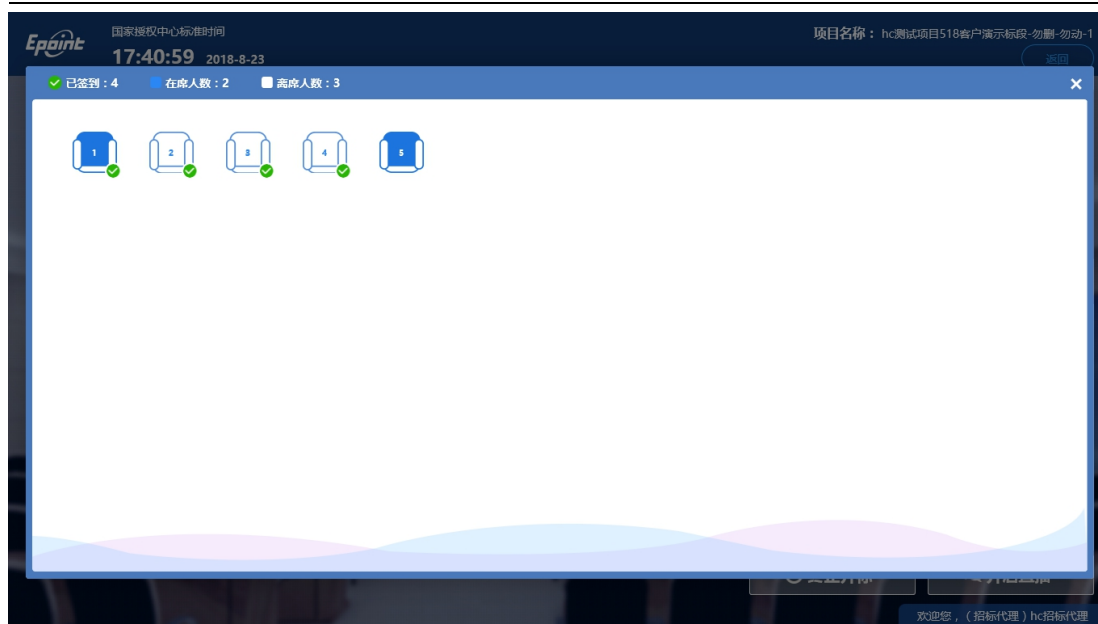 Epoint
国家授权中心标准时间
17:40:59 2018-8-23
项目名称：hc测试项目518客户演示标段-勿删-勿动-1
返回
已签到：4 在席人数：2 离席人数：3
1 2 3 4 5
欢迎您，（招标代理）hc招标代理